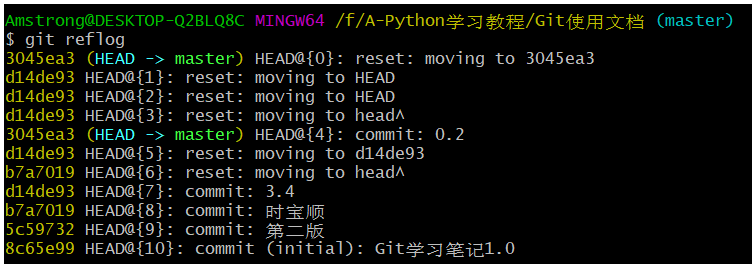 Amstrong@DESKTOP-Q2BLQ8C MINGW64 /f/A-Python学习教程/Git使用文档 (master)
$ git reflog
3045ea3 (HEAD -> master) HEAD@{0}: reset: moving to 3045ea3
d14de93 HEAD@{1}: reset: moving to HEAD
d14de93 HEAD@{2}: reset: moving to HEAD
d14de93 HEAD@{3}: reset: moving to head^
3045ea3 (HEAD -> master) HEAD@{4}: commit: 0.2
d14de93 HEAD@{5}: reset: moving to d14de93
b7a7019 HEAD@{6}: reset: moving to head^
d14de93 HEAD@{7}: commit: 3.4
b7a7019 HEAD@{8}: commit: 时宝顺
5c59732 HEAD@{9}: commit: 第二版
8c65e99 HEAD@{10}: commit (initial): Git学习笔记1.0